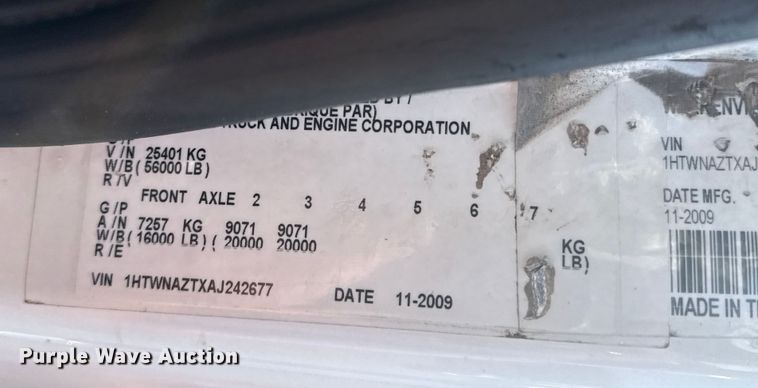 BY /
RIQUE PAR)
TRUCK AND ENGINE CORPORATION
V / N 25401 KG
W/B ( 56000 LB )
R / V
FRONT AXLE 2 3 4 5 6 7
G / P
A / N 7257 KG 9071 9071 KG
W/B ( 16000 LB) ( 20000 20000 LB)
R / E
VIN 1HTWNAZTXAJ242677
DATE 11-2009
VIN
1HTWNAZTXAJ
DATE MFG.
11-2009
MADE IN
Purple Wave Auction